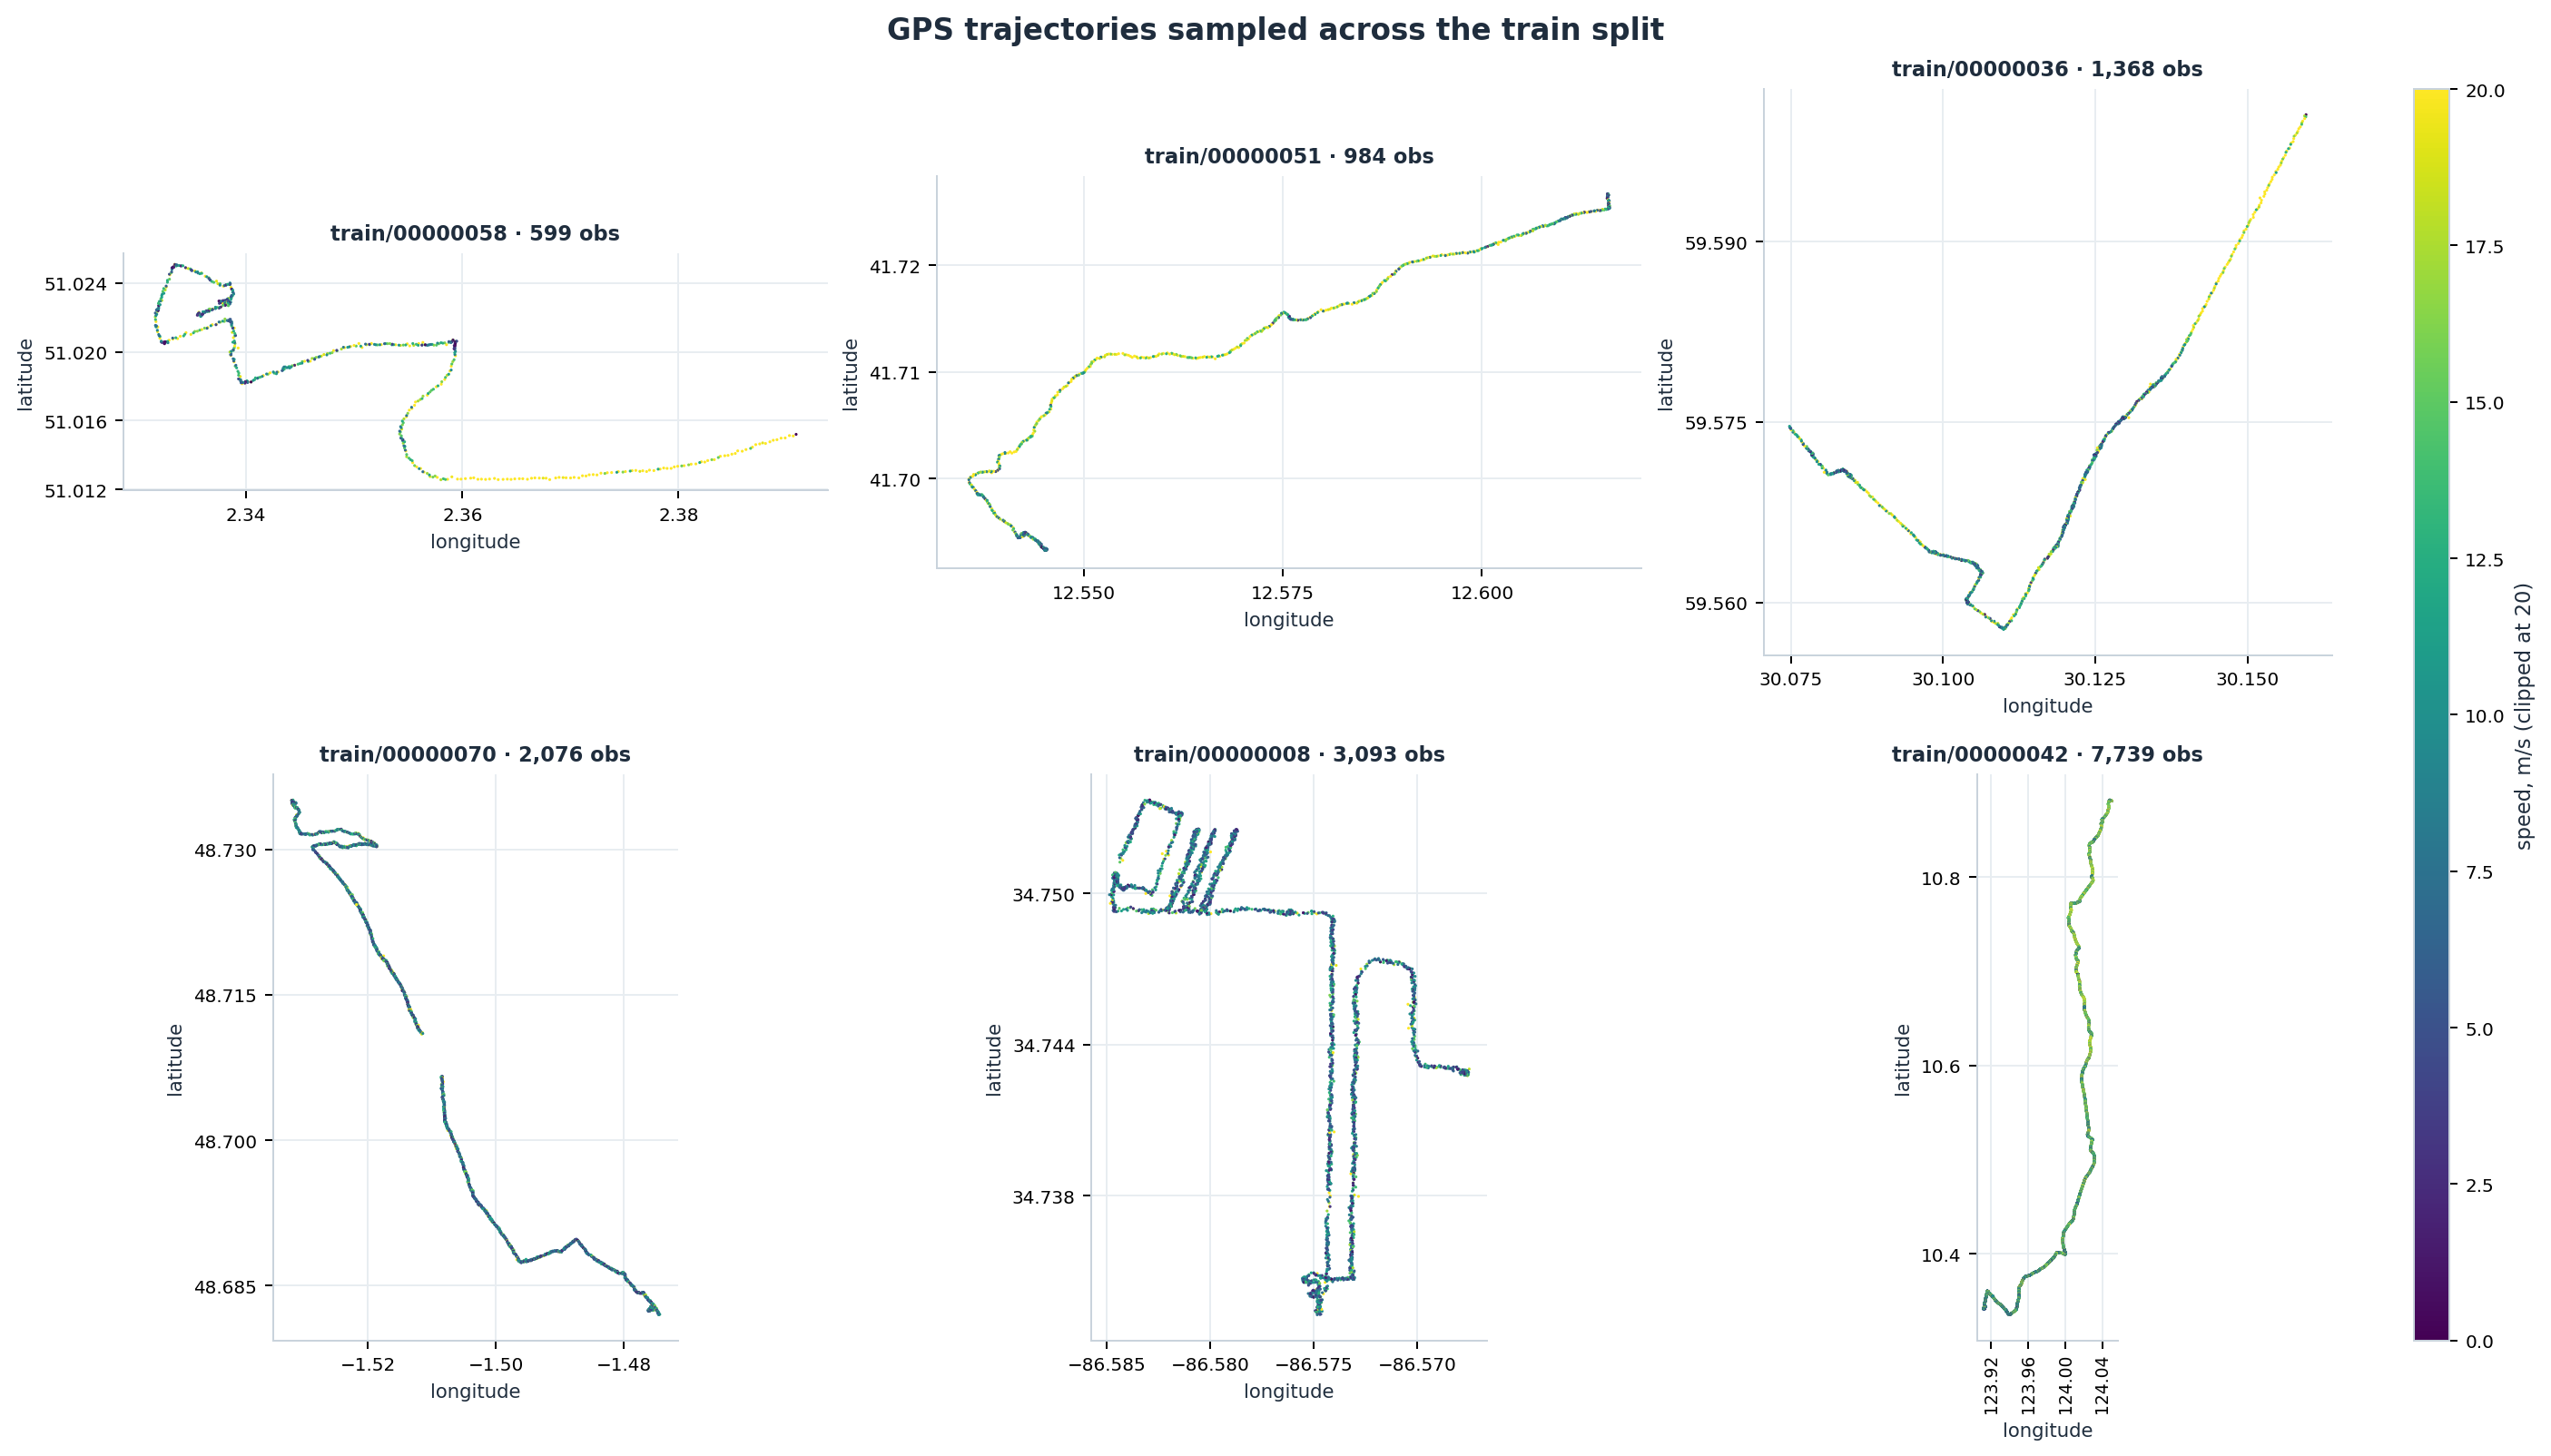 GPS trajectories sampled across the train split
train/00000058 · 599 obs
51.024
51.020
51.016
51.012
latitude
2.34
2.36
2.38
longitude
train/00000051 · 984 obs
41.72
41.71
41.70
latitude
12.550
12.575
12.600
longitude
train/00000036 · 1,368 obs
59.590
59.575
59.560
latitude
30.075
30.100
30.125
30.150
longitude
train/00000070 · 2,076 obs
48.730
48.715
48.700
48.685
latitude
−1.52
−1.50
−1.48
longitude
train/00000008 · 3,093 obs
34.750
34.744
34.738
latitude
−86.585
−86.580
−86.575
−86.570
longitude
train/00000042 · 7,739 obs
10.8
10.6
10.4
latitude
123.92
123.96
124.00
124.04
longitude
20.0
17.5
15.0
12.5
10.0
7.5
5.0
2.5
0.0
speed, m/s (clipped at 20)